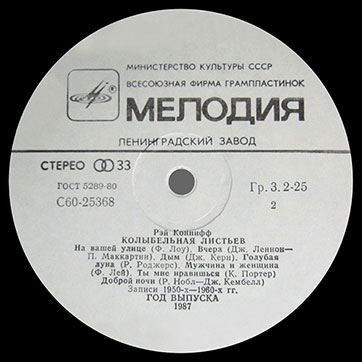 МИНИСТЕРСТВО КУЛЬТУРЫ СССР
ВСЕСОЮЗНАЯ ФИРМА ГРАМПЛАСТИНОК
МЕЛОДИЯ
ЛЕНИНГРАДСКИЙ ЗАВОД
СТЕРЕО 33
ГОСТ 5289-80
Гр. 3. 2-25
С60-25368
2
Рэй Коннифф
КОЛЫБЕЛЬНАЯ ЛИСТЬЕВ
На вашей улице (Ф. Лоу). Вчера (Дж. Леннон—
П. Маккартни). Дым (Дж. Керн). Голубая
луна (Р. Роджерс). Мужчина и женщина
(Ф. Лей). Ты мне нравишься (К. Портер)
Доброй ночи (Р. Нобл—Дж. Кембелл)
Записи 1950-х—1960-х гг.
ГОД ВЫПУСКА
1987